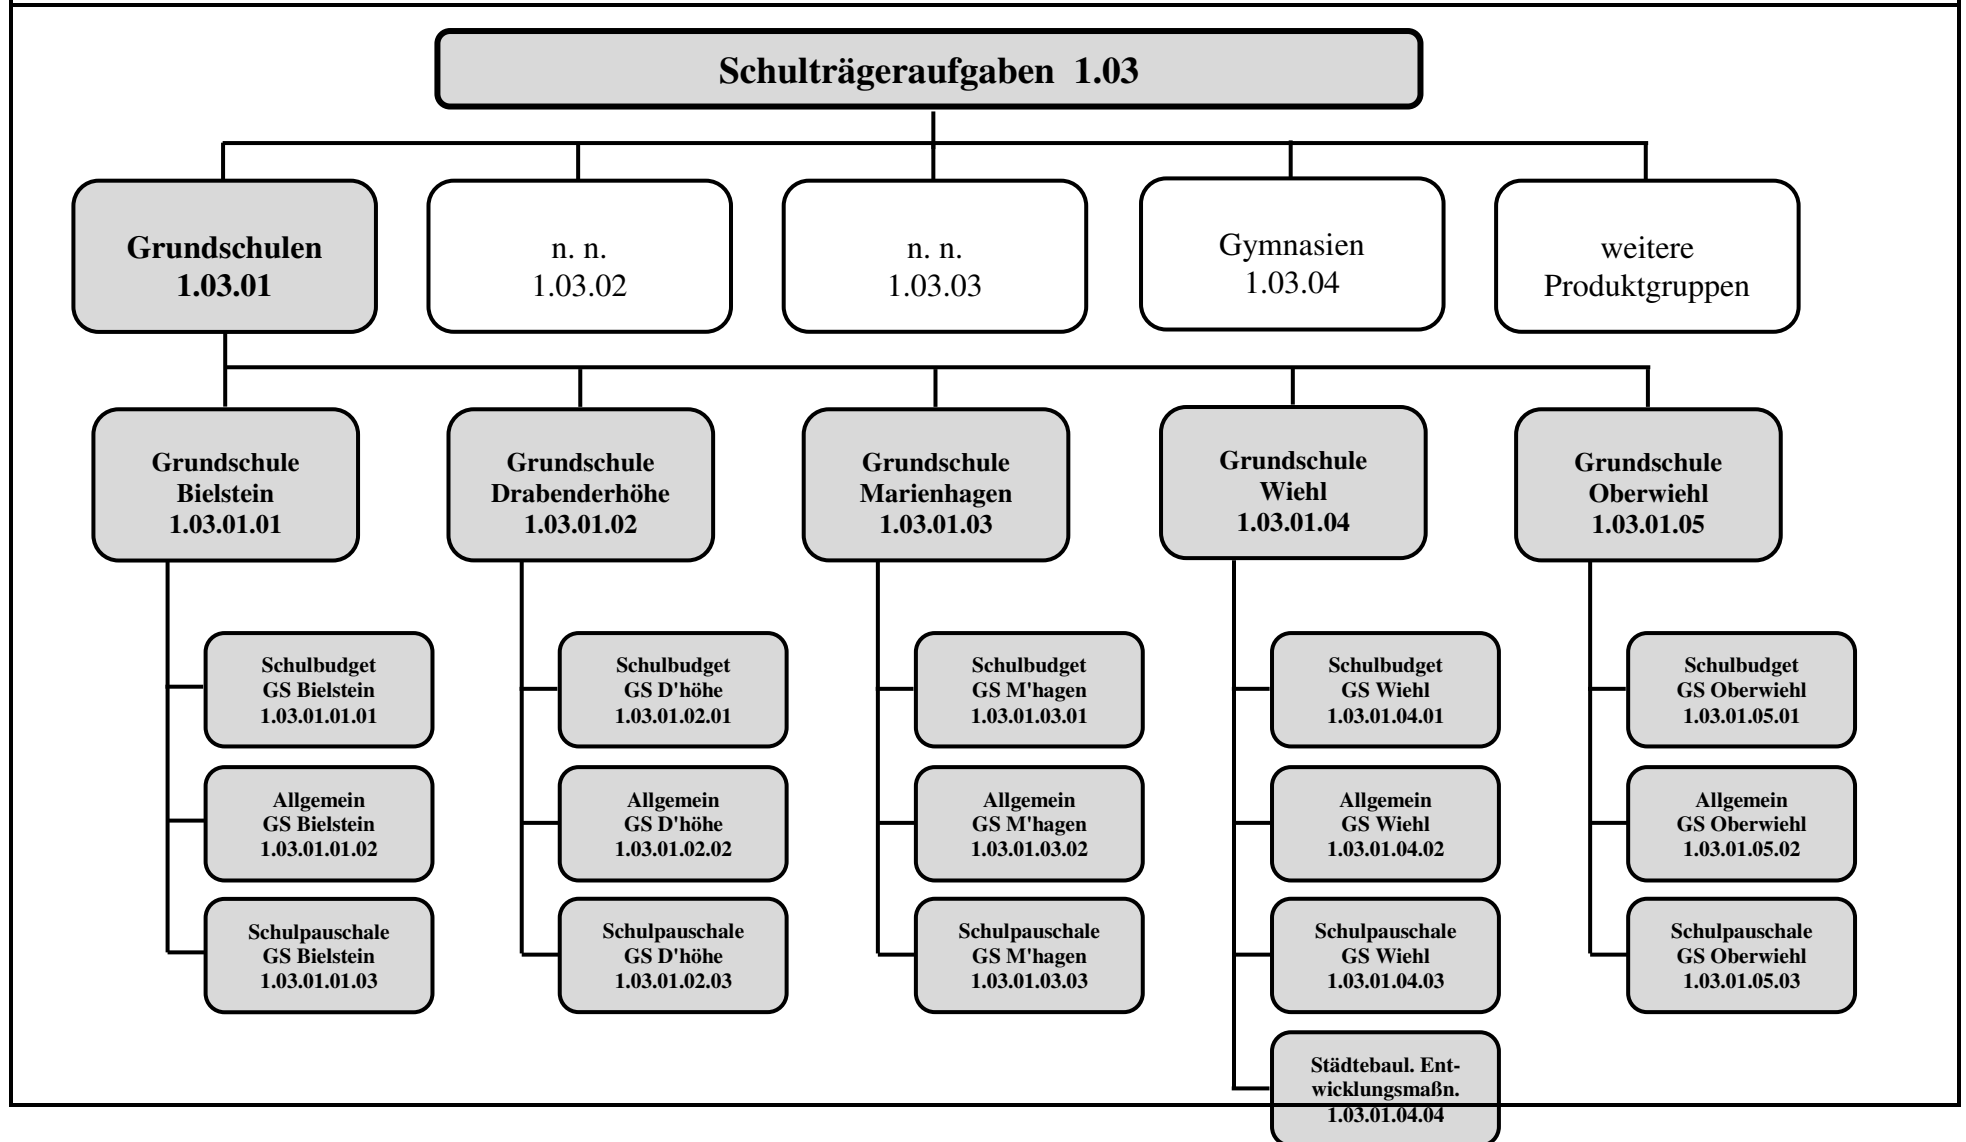 Schulträgeraufgaben 1.03
Grundschulen
1.03.01
n. n.
1.03.02
n. n.
1.03.03
Gymnasien
1.03.04
weitere
Produktgruppen
Grundschule
Bielstein
1.03.01.01
Grundschule
Drabenderhöhe
1.03.01.02
Grundschule
Marienhagen
1.03.01.03
Grundschule
Wiehl
1.03.01.04
Grundschule
Oberwiehl
1.03.01.05
Schulbudget
GS Bielstein
1.03.01.01.01
Schulbudget
GS D'höhe
1.03.01.02.01
Schulbudget
GS M'hagen
1.03.01.03.01
Schulbudget
GS Wiehl
1.03.01.04.01
Schulbudget
GS Oberwiehl
1.03.01.05.01
Allgemein
GS Bielstein
1.03.01.01.02
Allgemein
GS D'höhe
1.03.01.02.02
Allgemein
GS M'hagen
1.03.01.03.02
Allgemein
GS Wiehl
1.03.01.04.02
Allgemein
GS Oberwiehl
1.03.01.05.02
Schulpauschale
GS Bielstein
1.03.01.01.03
Schulpauschale
GS D'höhe
1.03.01.02.03
Schulpauschale
GS M'hagen
1.03.01.03.03
Schulpauschale
GS Wiehl
1.03.01.04.03
Schulpauschale
GS Oberwiehl
1.03.01.05.03
Städtebaul. Ent-
wicklungsmaßn.
1.03.01.04.04